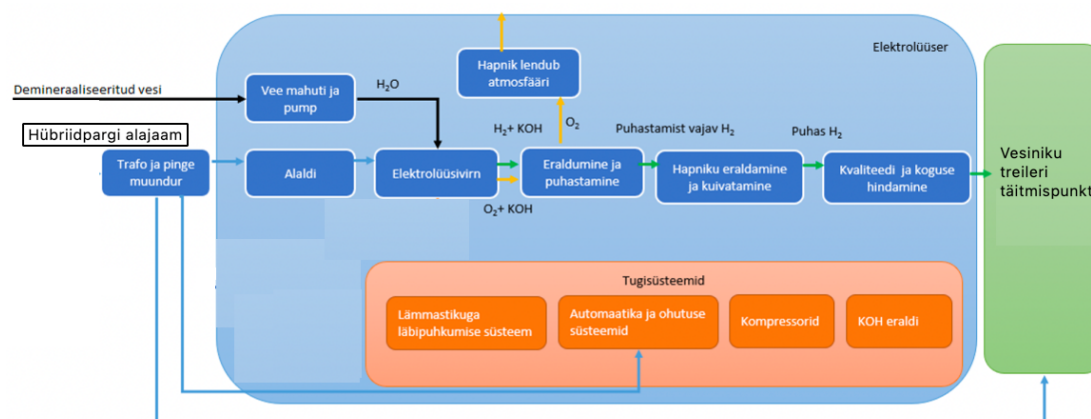 Elektrolüüser
Hapnik lendub
atmosfääri
Demineraaliseeritud vesi
Vee mahuti ja
pump
H₂O
O₂
Hübriidpargi alajaam
H₂+ KOH
Puhastamist vajav H₂
Puhas H₂
Trafo ja pinge
muundur
Alaldi
Elektrolüüsivirn
Eraldumine ja
puhastamine
Hapniku eraldamine
ja kuivatamine
Kvaliteedi ja koguse
hindamine
Vesiniku
treileri
täitmispunkt
O₂+ KOH
Tugisüsteemid
Lämmastikuga
läbipuhkumise süsteem
Automaatika ja ohutuse
süsteemid
Kompressorid
KOH eraldi